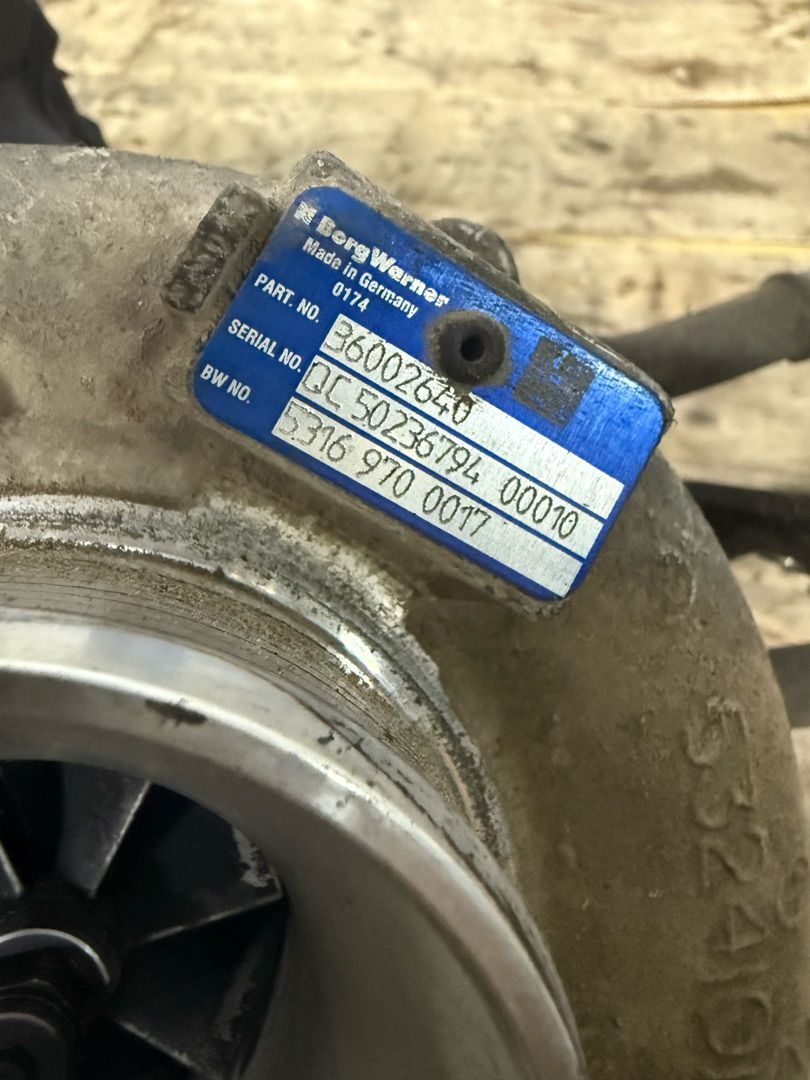 BorgWarner
Made in Germany
0174
PART. NO. 36002640
SERIAL NO. QC 50236794 00010
BW NO. 5316 970 0017